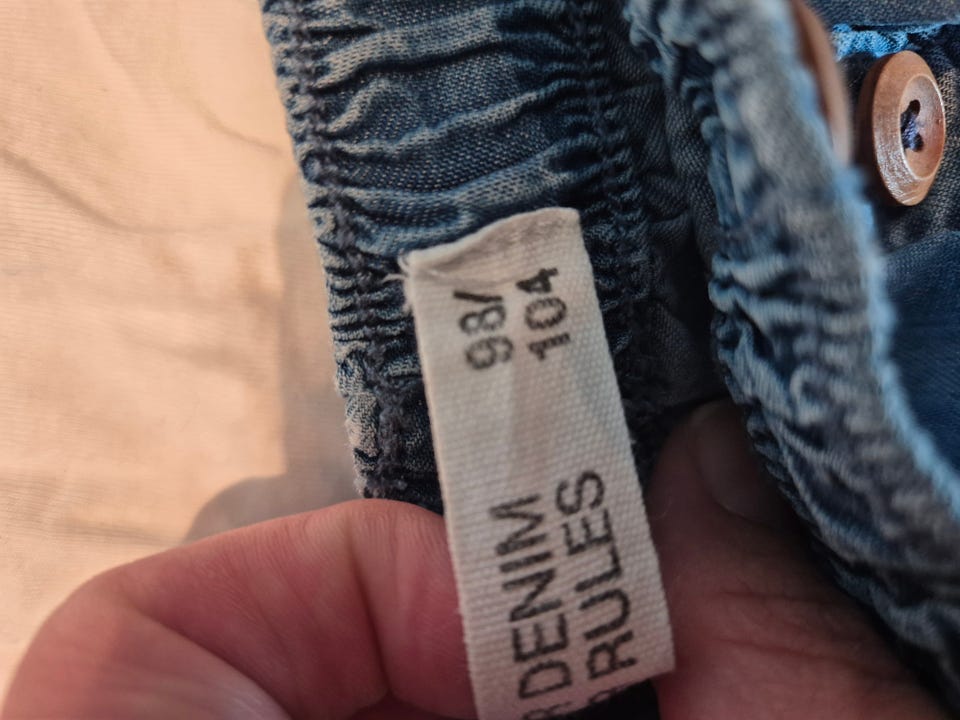 DENIM
RULES
98/
104